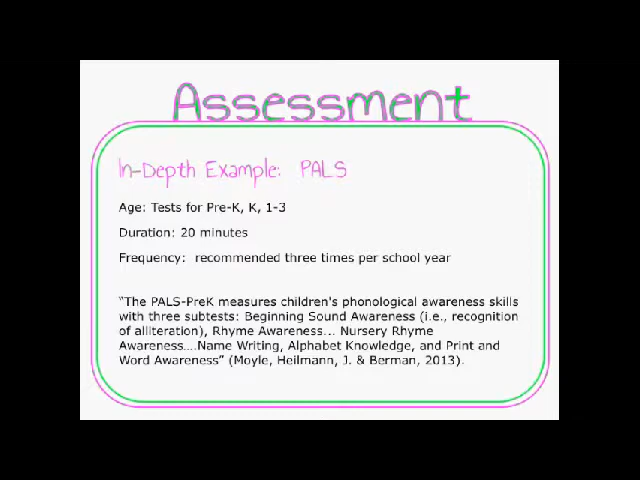 Assessment
In-Depth Example: PALS
Age: Tests for Pre-K, K, 1-3
Duration: 20 minutes
Frequency: recommended three times per school year
“The PALS-PreK measures children's phonological awareness skills
with three subtests: Beginning Sound Awareness (i.e., recognition
of alliteration), Rhyme Awareness... Nursery Rhyme
Awareness....Name Writing, Alphabet Knowledge, and Print and
Word Awareness” (Moyle, Heilmann, J. & Berman, 2013).